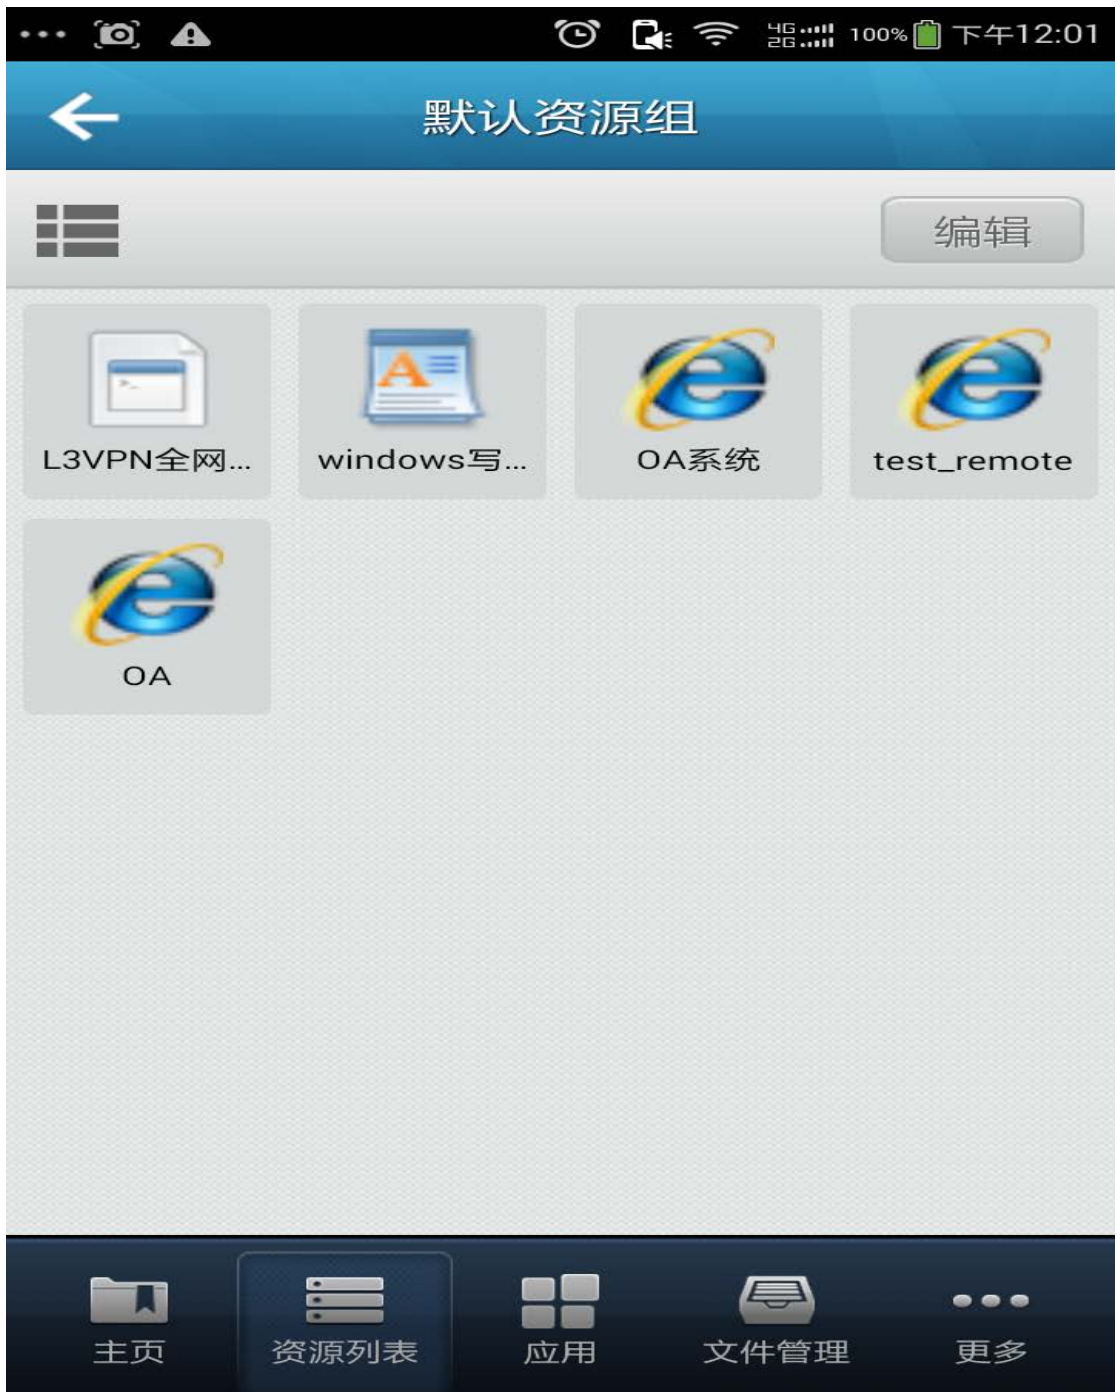 4G
2G
100% 下午12:01
默认资源组
编辑
L3VPN全网... windows写... OA系统 test_remote
OA
主页 资源列表 应用 文件管理 更多